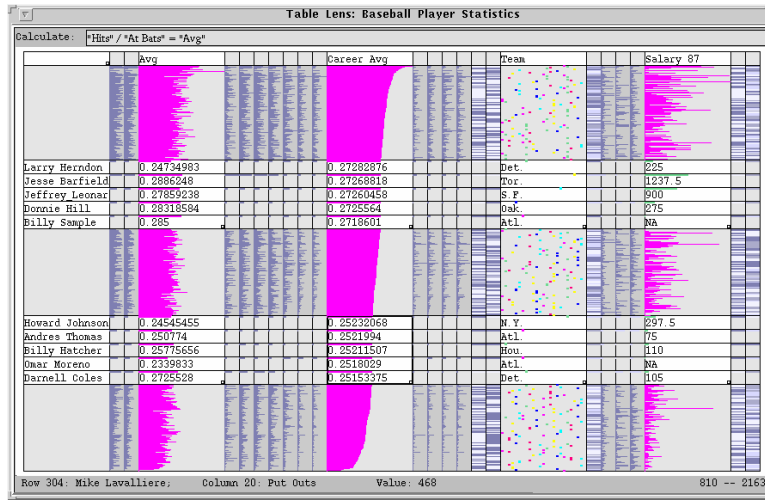 Table Lens: Baseball Player Statistics
Calculate: "Hits" / "At Bats" = "Avg"
Avg Career Avg Team Salary 87
Larry Herndon 0.24734983 0.27282876 Det. 225
Jesse Barfield 0.2886248 0.27268818 Tor. 1237.5
Jeffrey Leonar 0.27859238 0.27260458 S F. 900
Donnie Hill 0.28318584 0.2725564 Oak. 275
Billy Sample 0.285 0.2718601 Atl. NA
Howard Johnson 0.24545455 0.25232068 N.Y. 297.5
Andres Thomas 0.250774 0.2521994 Atl. 75
Billy Hatcher 0.25775656 0.25211507 Hou. 110
Omar Moreno 0.2339833 0.2518029 Atl. NA
Darnell Coles 0.2725528 0.25153375 Det. 105
Row 304: Mike Lavalliere; Column 20: Put Outs Value: 468 810 -- 2163